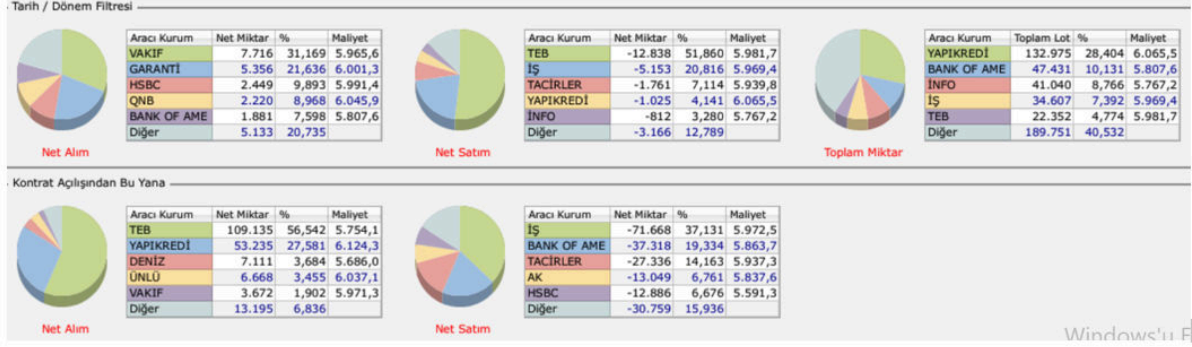 Tarih / Dönem Filtresi
Aracı Kurum Net Miktar % Maliyet
VAKIF 7.716 31,169 5.965,6
GARANTİ 5.356 21,636 6.001,3
HSBC 2.449 9,893 5.991,4
QNB 2.220 8,968 6.045,9
BANK OF AME 1.881 7,598 5.807,6
Diğer 5.133 20,735
Net Alım
Aracı Kurum Net Miktar % Maliyet
TEB -12.838 51,860 5.981,7
İŞ -5.153 20,816 5.969,4
TACİRLER -1.761 7,114 5.939,8
YAPIKREDİ -1.025 4,141 6.065,5
İNFO -812 3,280 5.767,2
Diğer -3.166 12,789
Net Satım
Aracı Kurum Toplam Lot % Maliyet
YAPIKREDİ 132.975 28,404 6.065,5
BANK OF AME 47.431 10,131 5.807,6
İNFO 41.040 8,766 5.767,2
İŞ 34.607 7,392 5.969,4
TEB 22.352 4,774 5.981,7
Diğer 189.751 40,532
Toplam Miktar
Kontrat Açılışından Bu Yana
Aracı Kurum Net Miktar % Maliyet
TEB 109.135 56,542 5.754,1
YAPIKREDİ 53.235 27,581 6.124,3
DENİZ 7.111 3,684 5.686,0
ÜNLÜ 6.668 3,455 6.037,1
VAKIF 3.672 1,902 5.971,3
Diğer 13.195 6,836
Net Alım
Aracı Kurum Net Miktar % Maliyet
İŞ -71.668 37,131 5.972,5
BANK OF AME -37.318 19,334 5.863,7
TACİRLER -27.336 14,163 5.937,3
AK -13.049 6,761 5.837,6
HSBC -12.886 6,676 5.591,3
Diğer -30.759 15,936
Net Satım
Windows'u E